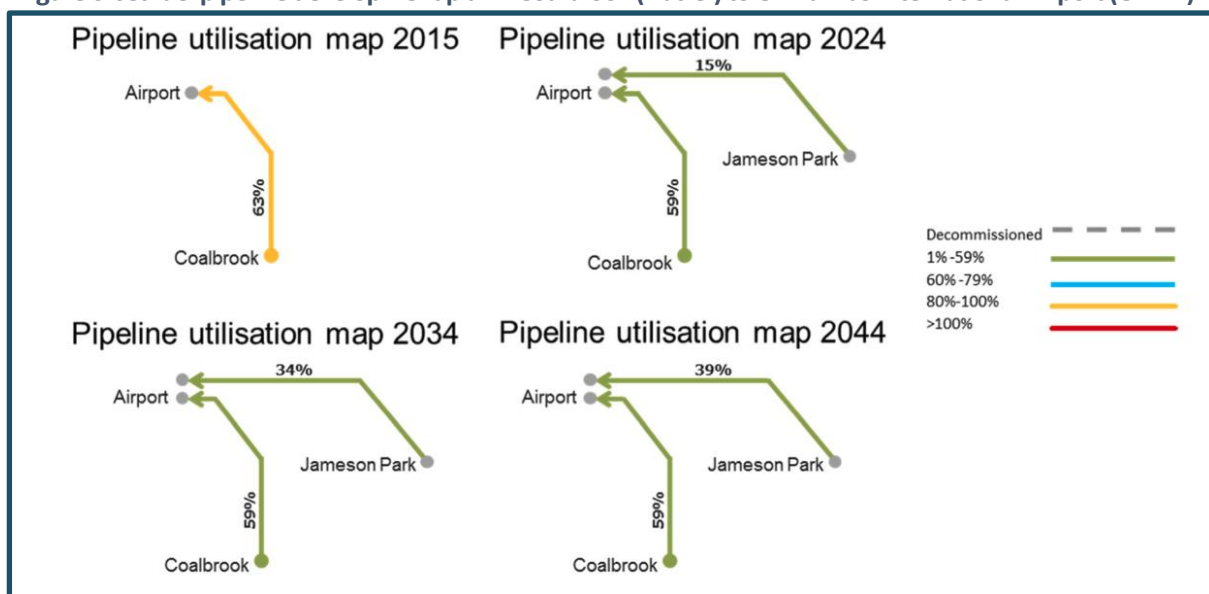 Pipeline utilisation map 2015
Airport
63%
Coalbrook
Pipeline utilisation map 2024
15%
Airport
Jameson Park
59%
Coalbrook
Decommissioned
1% -59%
60% -79%
80%-100%
>100%
Pipeline utilisation map 2034
34%
Airport
Jameson Park
59%
Coalbrook
Pipeline utilisation map 2044
39%
Airport
Jameson Park
59%
Coalbrook